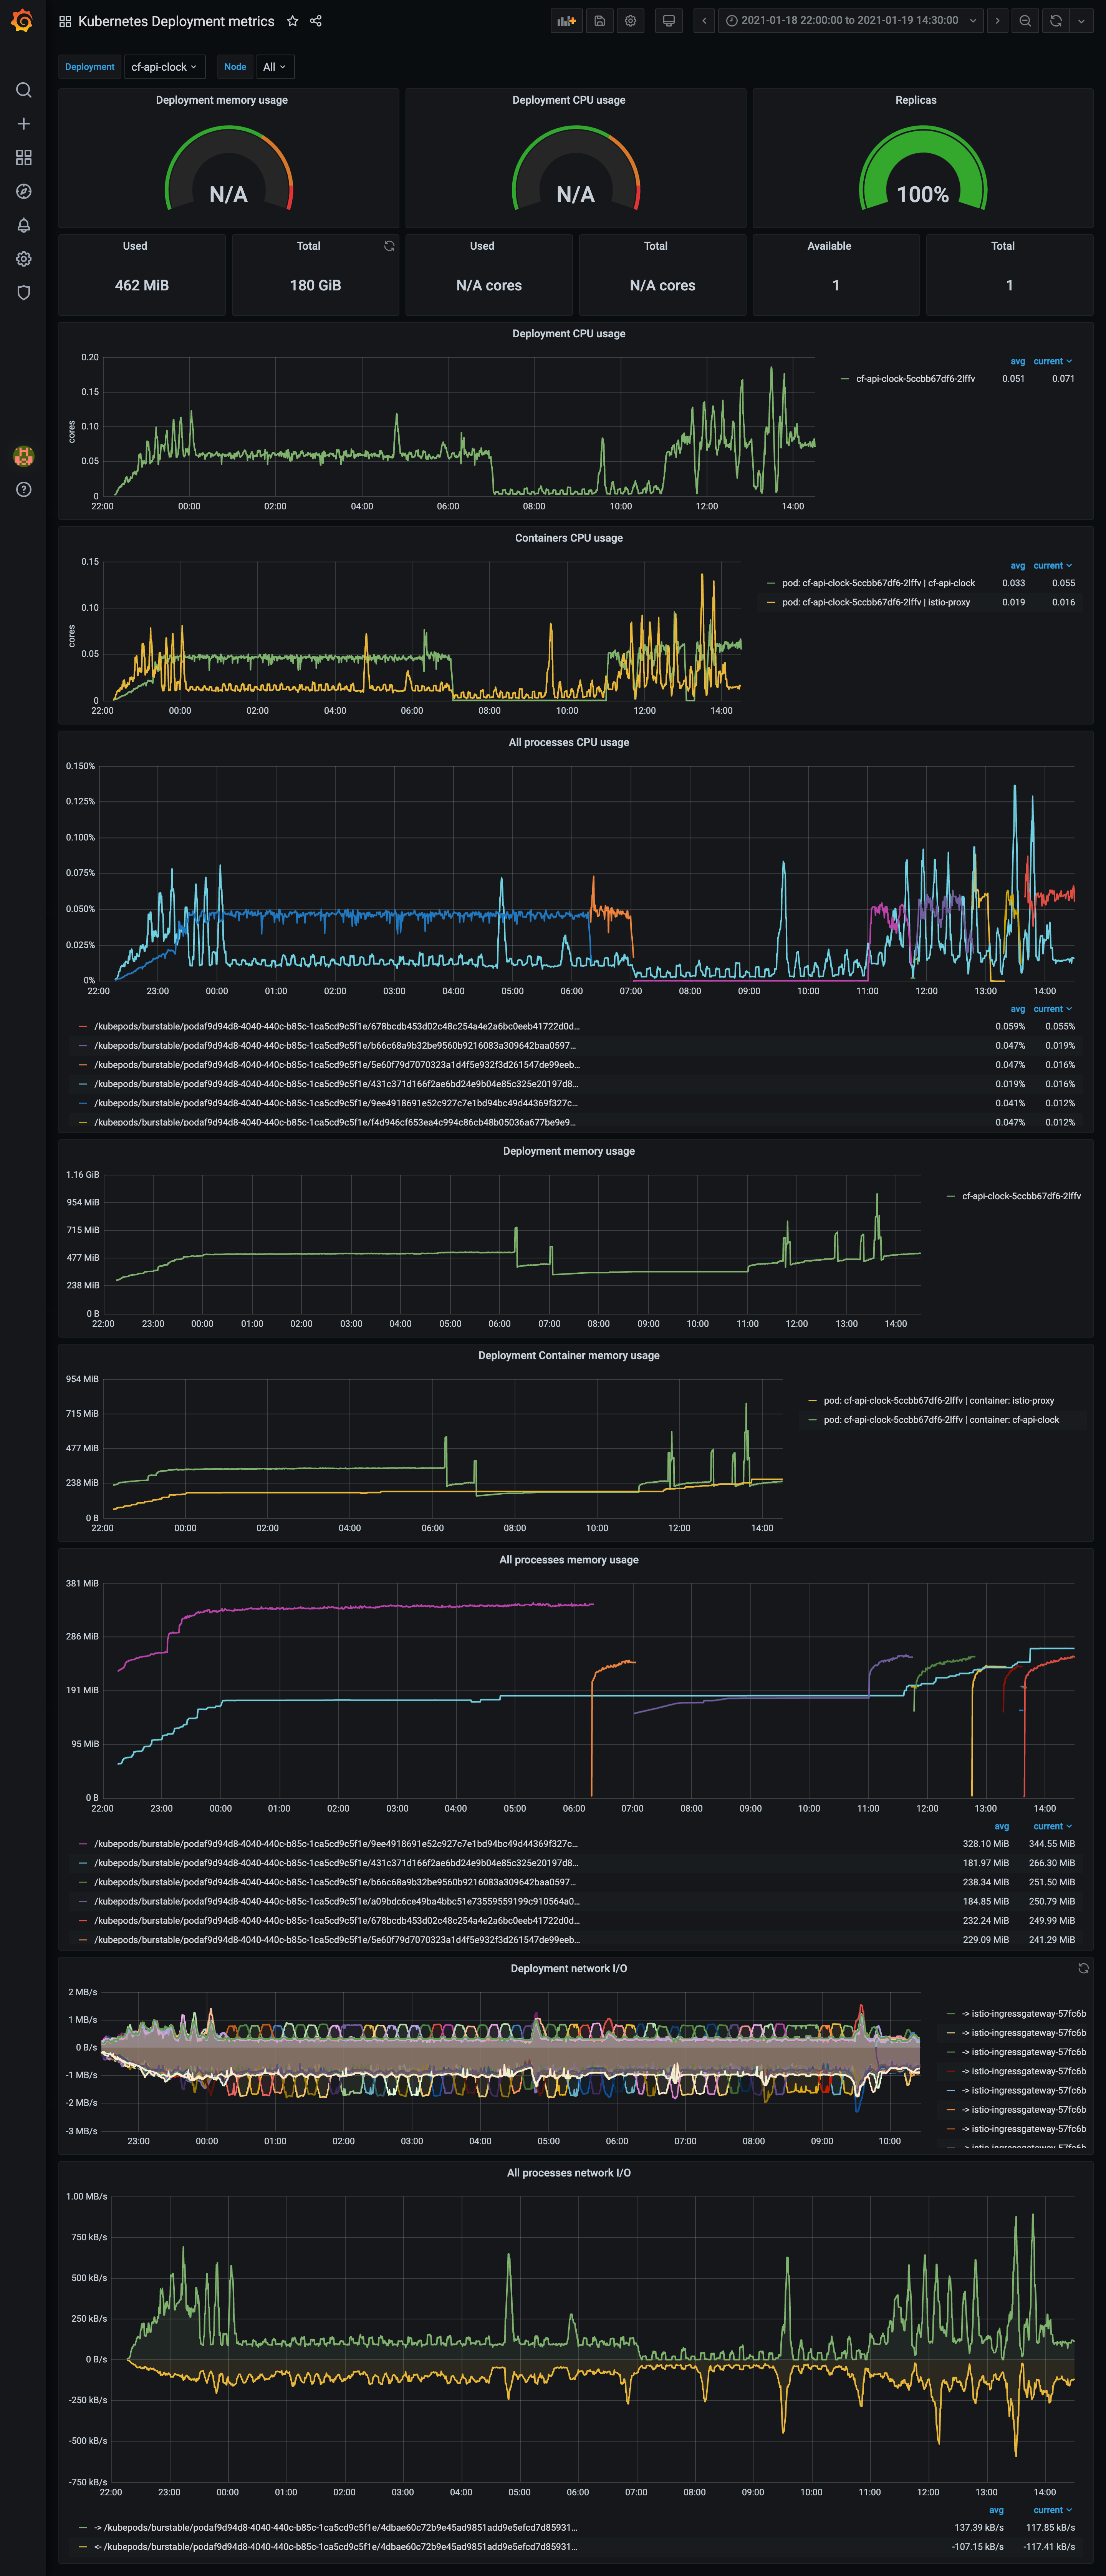 Kubernetes Deployment metrics
2021-01-18 22:00:00 to 2021-01-19 14:30:00
Deployment cf-api-clock Node All
Deployment memory usage Deployment CPU usage Replicas
N/A N/A 100%
Used Total Used Total Available Total
462 MiB 180 GiB N/A cores N/A cores 1 1
Deployment CPU usage
avg current
cf-api-clock-5ccbb67df6-2lffv 0.051 0.071
0.20
0.15
0.10
0.05
0
cores
22:00 00:00 02:00 04:00 06:00 08:00 10:00 12:00 14:00
Containers CPU usage
avg current
pod: cf-api-clock-5ccbb67df6-2lffv | cf-api-clock 0.033 0.055
pod: cf-api-clock-5ccbb67df6-2lffv | istio-proxy 0.019 0.016
0.15
0.10
0.05
0
cores
22:00 00:00 02:00 04:00 06:00 08:00 10:00 12:00 14:00
All processes CPU usage
0.150%
0.125%
0.100%
0.075%
0.050%
0.025%
0%
22:00 23:00 00:00 01:00 02:00 03:00 04:00 05:00 06:00 07:00 08:00 09:00 10:00 11:00 12:00 13:00 14:00
avg current
/kubepods/burstable/podaf9d94d8-4040-440c-b85c-1ca5cd9c5f1e/678bcdb453d02c48c254a4e2a6bc0eeb41722d0d... 0.059% 0.055%
/kubepods/burstable/podaf9d94d8-4040-440c-b85c-1ca5cd9c5f1e/b66c68a9b32be9560b9216083a309642baa0597... 0.047% 0.019%
/kubepods/burstable/podaf9d94d8-4040-440c-b85c-1ca5cd9c5f1e/5e60f79d7070323a1d4f5e932f3d261547de99eeb... 0.047% 0.016%
/kubepods/burstable/podaf9d94d8-4040-440c-b85c-1ca5cd9c5f1e/431c371d166f2ae6bd24e9b04e85c325e20197d8... 0.019% 0.016%
/kubepods/burstable/podaf9d94d8-4040-440c-b85c-1ca5cd9c5f1e/9ee4918691e52c927c7e1bd94bc49d44369f327c... 0.041% 0.012%
/kubepods/burstable/podaf9d94d8-4040-440c-b85c-1ca5cd9c5f1e/f4d946cf653ea4c994c86cb48b05036a677be9e9... 0.047% 0.012%
Deployment memory usage
cf-api-clock-5ccbb67df6-2lffv
1.16 GiB
954 MiB
715 MiB
477 MiB
238 MiB
0 B
22:00 23:00 00:00 01:00 02:00 03:00 04:00 05:00 06:00 07:00 08:00 09:00 10:00 11:00 12:00 13:00 14:00
Deployment Container memory usage
pod: cf-api-clock-5ccbb67df6-2lffv | container: istio-proxy
pod: cf-api-clock-5ccbb67df6-2lffv | container: cf-api-clock
954 MiB
715 MiB
477 MiB
238 MiB
0 B
22:00 00:00 02:00 04:00 06:00 08:00 10:00 12:00 14:00
All processes memory usage
381 MiB
286 MiB
191 MiB
95 MiB
0 B
22:00 23:00 00:00 01:00 02:00 03:00 04:00 05:00 06:00 07:00 08:00 09:00 10:00 11:00 12:00 13:00 14:00
avg current
/kubepods/burstable/podaf9d94d8-4040-440c-b85c-1ca5cd9c5f1e/9ee4918691e52c927c7e1bd94bc49d44369f327c... 328.10 MiB 344.55 MiB
/kubepods/burstable/podaf9d94d8-4040-440c-b85c-1ca5cd9c5f1e/431c371d166f2ae6bd24e9b04e85c325e20197d8... 181.97 MiB 266.30 MiB
/kubepods/burstable/podaf9d94d8-4040-440c-b85c-1ca5cd9c5f1e/b66c68a9b32be9560b9216083a309642baa0597... 238.34 MiB 251.50 MiB
/kubepods/burstable/podaf9d94d8-4040-440c-b85c-1ca5cd9c5f1e/a09bdc6ce49ba4bbc51e73559559199c910564a0... 184.85 MiB 250.79 MiB
/kubepods/burstable/podaf9d94d8-4040-440c-b85c-1ca5cd9c5f1e/678bcdb453d02c48c254a4e2a6bc0eeb41722d0d... 232.24 MiB 249.99 MiB
/kubepods/burstable/podaf9d94d8-4040-440c-b85c-1ca5cd9c5f1e/5e60f79d7070323a1d4f5e932f3d261547de99eeb... 229.09 MiB 241.29 MiB
Deployment network I/O
2 MB/s
1 MB/s
0 B/s
-1 MB/s
-2 MB/s
-3 MB/s
23:00 00:00 01:00 02:00 03:00 04:00 05:00 06:00 07:00 08:00 09:00 10:00
-> istio-ingressgateway-57fc6b
-> istio-ingressgateway-57fc6b
-> istio-ingressgateway-57fc6b
-> istio-ingressgateway-57fc6b
-> istio-ingressgateway-57fc6b
-> istio-ingressgateway-57fc6b
-> istio-ingressgateway-57fc6b
-> istio-ingressgateway-57fc6b
All processes network I/O
1.00 MB/s
750 kB/s
500 kB/s
250 kB/s
0 B/s
-250 kB/s
-500 kB/s
-750 kB/s
22:00 23:00 00:00 01:00 02:00 03:00 04:00 05:00 06:00 07:00 08:00 09:00 10:00 11:00 12:00 13:00 14:00
avg current
-> /kubepods/burstable/podaf9d94d8-4040-440c-b85c-1ca5cd9c5f1e/4dbae60c72b9e45ad9851add9e5efcd7d85931... 137.39 kB/s 117.85 kB/s
<- /kubepods/burstable/podaf9d94d8-4040-440c-b85c-1ca5cd9c5f1e/4dbae60c72b9e45ad9851add9e5efcd7d85931... -107.15 kB/s -117.41 kB/s